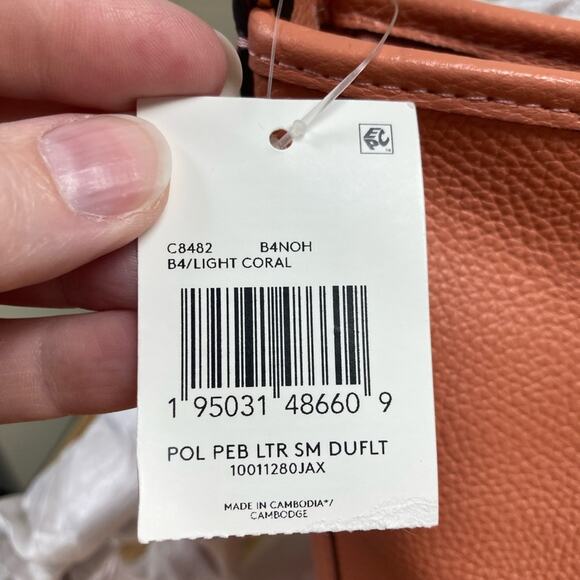 EPC
C8482 B4NOH
B4/LIGHT CORAL
1 95031 48660 9
POL PEB LTR SM DUFLT
10011280JAX
MADE IN CAMBODIA*/
CAMBODGE